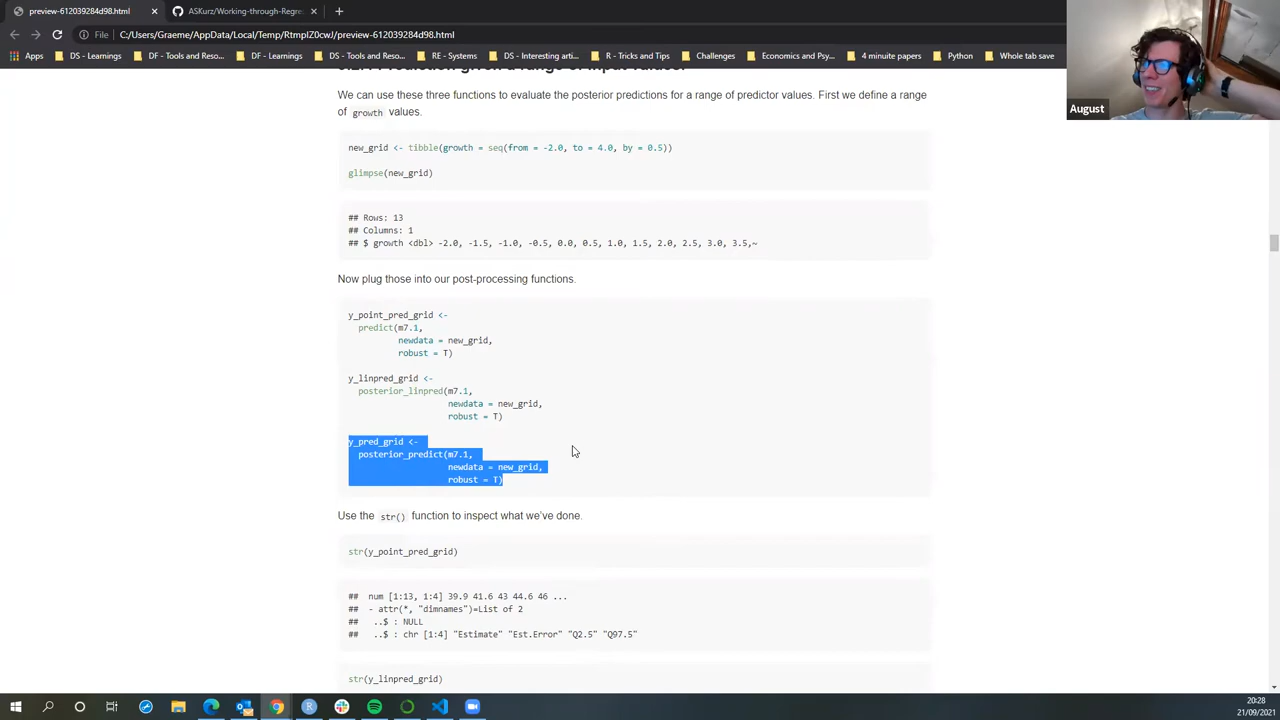 preview-612039284d98.html
ASKurz/Working-through-Regre
File
C:/Users/Graeme/AppData/Local/Temp/RtmpIZ0cwJ/preview-612039284d98.html
Apps
DS - Learnings
DF - Tools and Reso...
DF - Learnings
DS - Tools and Reso...
RE - Tools and Reso...
DS - Interesting arti...
R - Tricks and Tips
Challenges
Economics and Psy...
4 minuite papers
Python
Whole tab save
August
We can use these three functions to evaluate the posterior predictions for a range of predictor values. First we define a range
of growth values.
new_grid <- tibble(growth = seq(from = -2.0, to = 4.0, by = 0.5))
glimpse(new_grid)
## Rows: 13
## Columns: 1
## $ growth <dbl> -2.0, -1.5, -1.0, -0.5, 0.0, 0.5, 1.0, 1.5, 2.0, 2.5, 3.0, 3.5,~
Now plug those into our post-processing functions.
y_point_pred_grid <-
predict(m7.1,
newdata = new_grid,
robust = T)
y_linpred_grid <-
posterior_linpred(m7.1,
newdata = new_grid,
robust = T)
y_pred_grid <-
posterior_predict(m7.1,
newdata = new_grid,
robust = T)
Use the str() function to inspect what we've done.
str(y_point_pred_grid)
## num [1:13, 1:4] 39.9 41.6 43 44.6 46 ...
## - attr(*, "dimnames")=List of 2
## ..$ : NULL
## ..$ : chr [1:4] "Estimate" "Est.Error" "Q2.5" "Q97.5"
str(y_linpred_grid)
20:28
21/09/2021